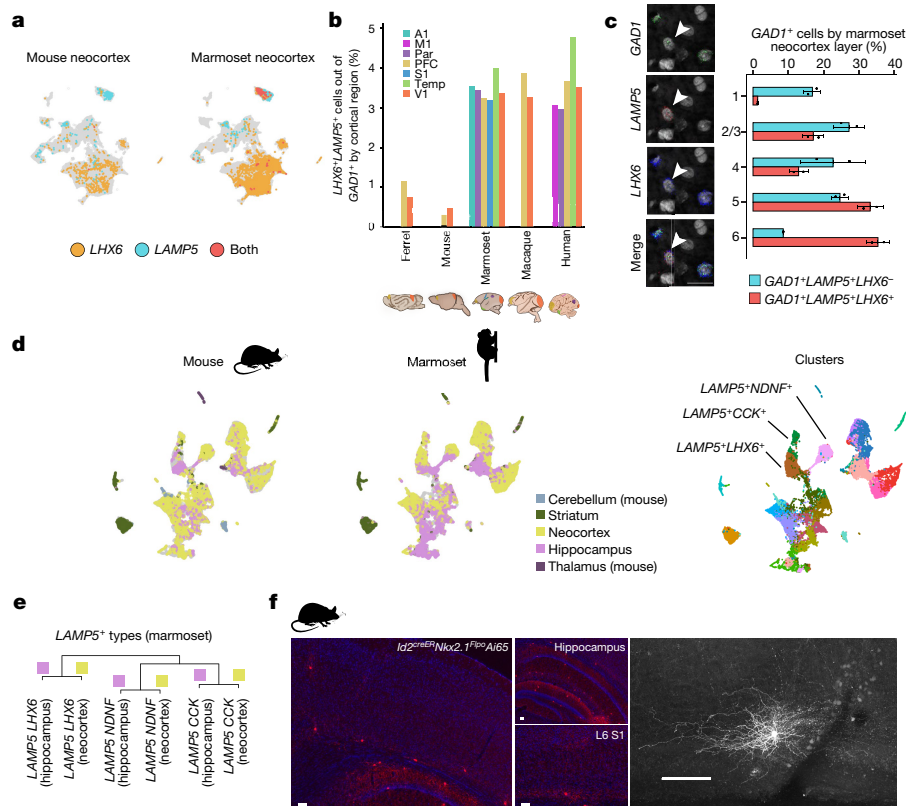 a
Mouse neocortex
Marmoset neocortex
LHX6
LAMP5
Both
b
LHX6+LAMP5+ cells out of
GAD1+ by cortical region (%)
5
4
3
2
1
0
A1
M1
Par
PFC
S1
Temp
V1
Ferret
Mouse
Marmoset
Macaque
Human
c
GAD1
LAMP5
LHX6
Merge
GAD1+ cells by marmoset
neocortex layer (%)
0 10 20 30 40
1
2/3
4
5
6
GAD1+LAMP5+LHX6−
GAD1+LAMP5+LHX6+
d
Mouse
Marmoset
Clusters
LAMP5+NDNF+
LAMP5+CCK+
LAMP5+LHX6+
Cerebellum (mouse)
Striatum
Neocortex
Hippocampus
Thalamus (mouse)
e
LAMP5+ types (marmoset)
LAMP5 LHX6
(hippocampus)
LAMP5 LHX6
(neocortex)
LAMP5 NDNF
(hippocampus)
LAMP5 NDNF
(neocortex)
LAMP5 CCK
(hippocampus)
LAMP5 CCK
(neocortex)
f
Id2creERNkx2.1FlpoAi65
Hippocampus
L6 S1